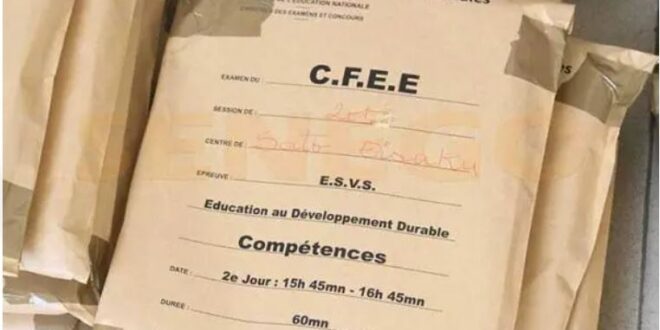 DE L'EDUCATION NATIONALE
DES EXAMENS ET CONCOURS
EXAMEN DU : C.F.E.E
SESSION DE :
CENTRE DE :
EPREUVE : E.S.V.S.
Education au Développement Durable
Compétences
DATE : 2e Jour : 15h 45mn - 16h 45mn
DUREE : 60mn